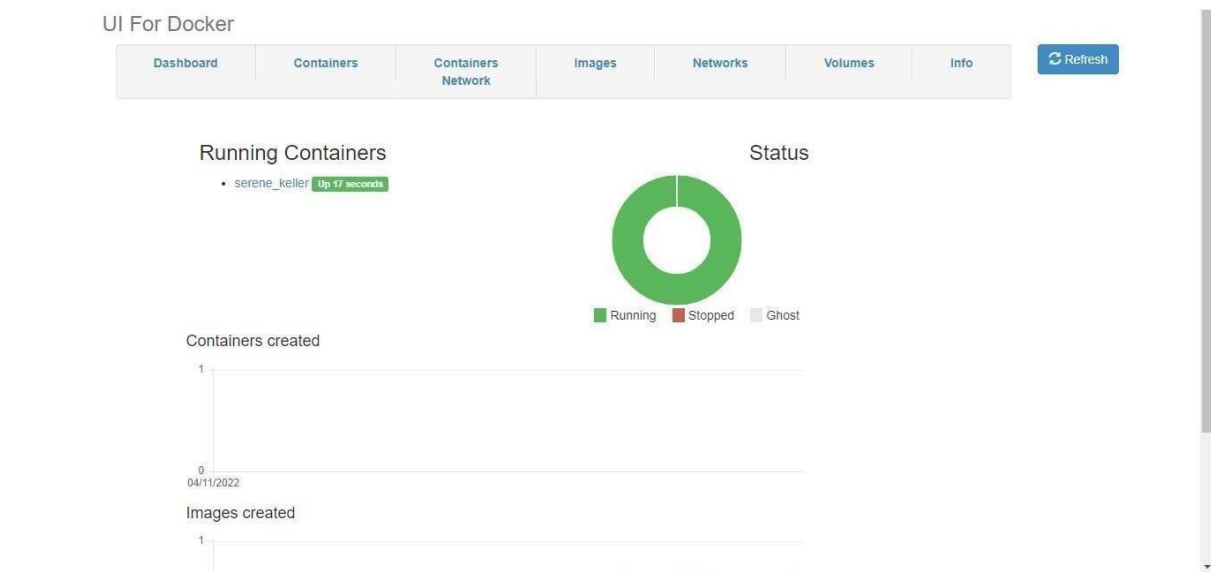 UI For Docker
Dashboard
Containers
Containers
Network
Images
Networks
Volumes
Info
Refresh
Running Containers
serene_keller Up 17 seconds
Status
Running Stopped Ghost
Containers created
1
0
04/11/2022
Images created
1